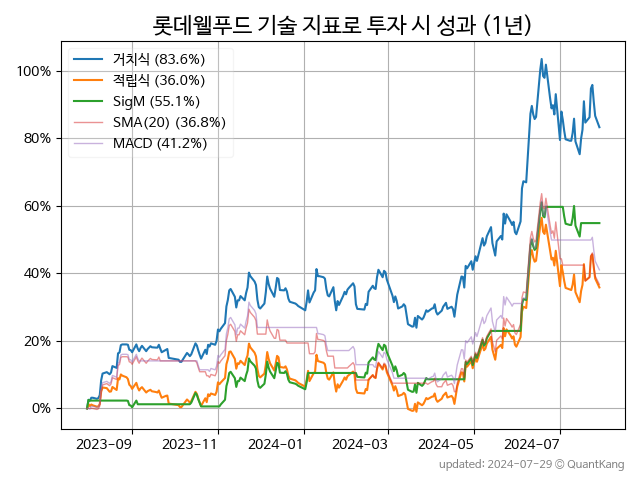 롯데웰푸드 기술 지표로 투자 시 성과 (1년)
거치식 (83.6%)
적립식 (36.0%)
SigM (55.1%)
SMA(20) (36.8%)
MACD (41.2%)
100%
80%
60%
40%
20%
0%
2023-09 2023-11 2024-01 2024-03 2024-05 2024-07
updated: 2024-07-29 © QuantKang